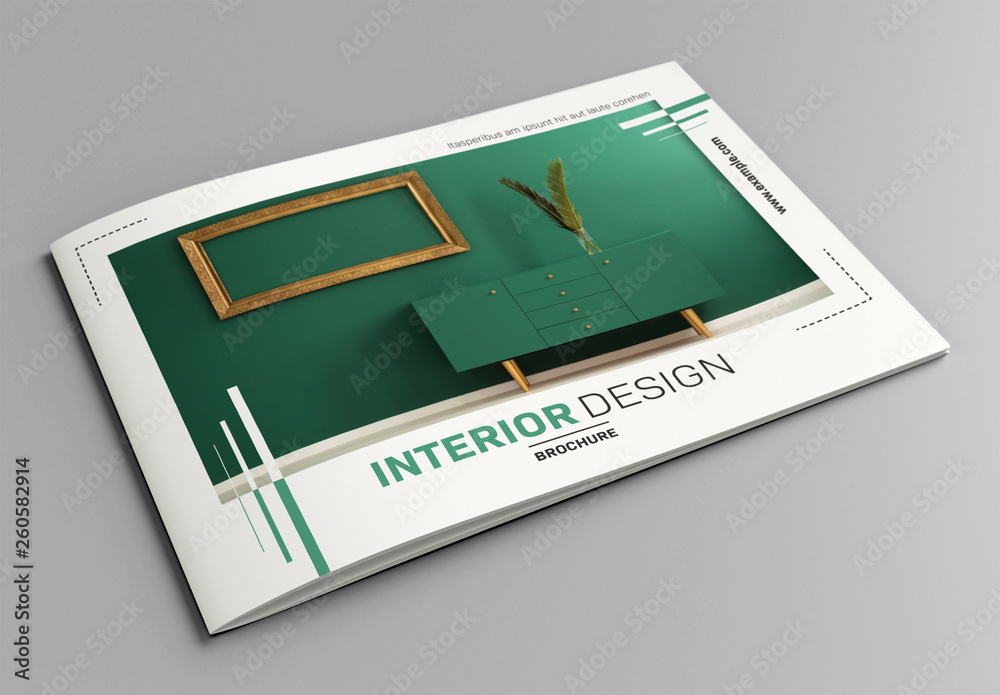 Itasperibus am ipsunt hit aut laute corehen
www.example.com
INTERIOR DESIGN
BROCHURE
Adobe Stock
Adobe Stock | #260582914